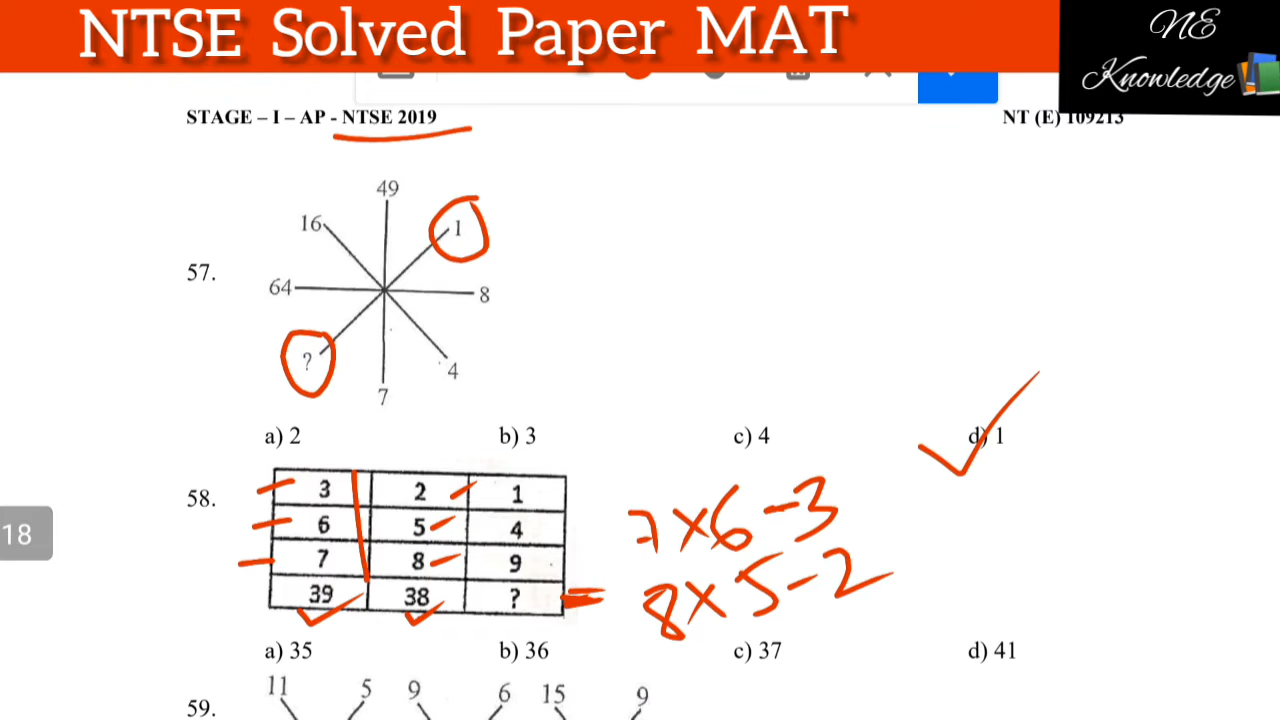 NTSE Solved Paper MAT
NE
Knowledge
STAGE – I – AP - NTSE 2019
NT (E) 109213
49
16
1
57.
64
8
?
4
7
a) 2 b) 3 c) 4 d) 1
58.
3 2 1
6 5 4
7 8 9
39 38 ?
7×6-3
8×5-2
18
a) 35 b) 36 c) 37 d) 41
11 5 9 6 15 9
59.